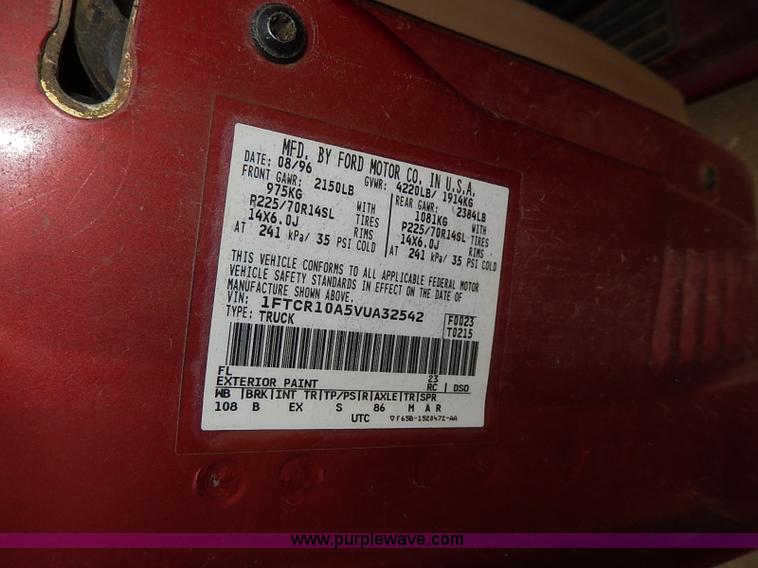 MFD. BY FORD MOTOR CO. IN U.S.A.
DATE: 08/96 GVWR: 4220LB/ 1914KG
FRONT GAWR: 2150LB REAR GAWR: 2384LB
975KG WITH 1081KG WITH
P225/70R14SL TIRES P225/70R14SL TIRES
14X6.0J RIMS 14X6.0J RIMS
AT 241 kPa/ 35 PSI COLD AT 241 kPa/ 35 PSI COLD
THIS VEHICLE CONFORMS TO ALL APPLICABLE FEDERAL MOTOR
VEHICLE SAFETY STANDARDS IN EFFECT ON THE DATE OF
MANUFACTURE SHOWN ABOVE.
VIN: 1FTCR10A5VUA32542 F0023
TYPE: TRUCK T0215
FL 23
EXTERIOR PAINT RC | DSO
WB |BRK|INT TR|TP/PS|R|AXLE|TR|SPR
108 B EX S 86 M AR
UTC ▽F65B-1520472-AA
www.purplewave.com